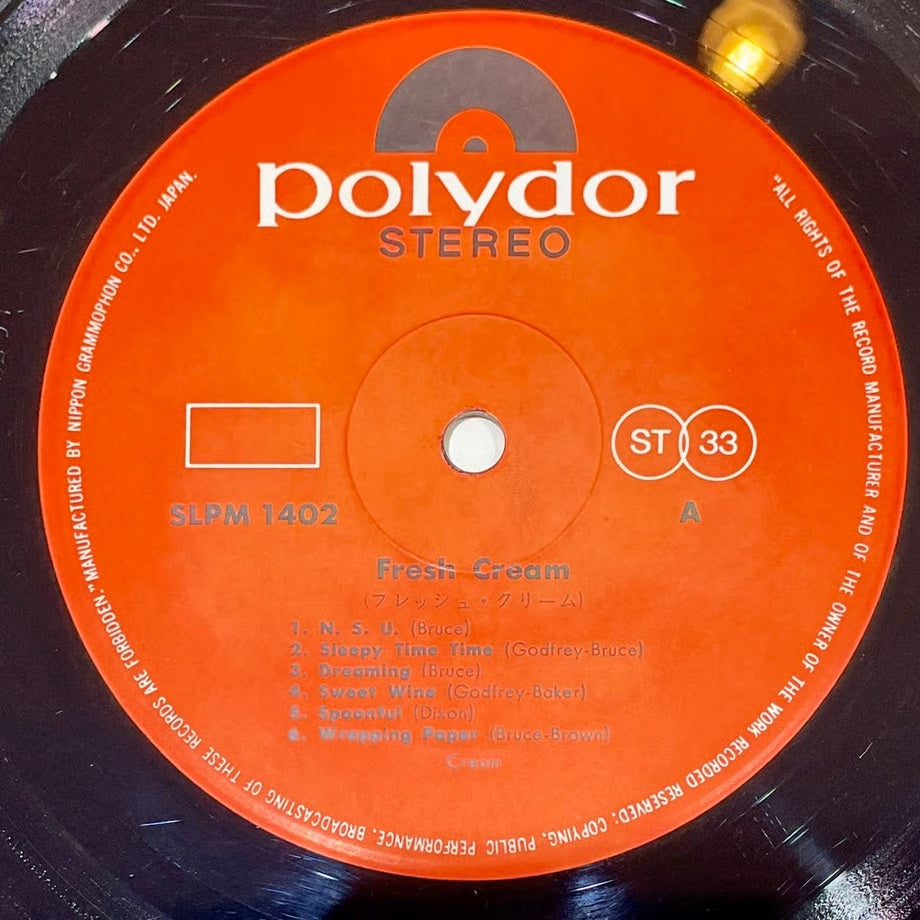 polydor
STEREO
ST 33
SLPM 1402
A
Fresh Cream
(フレッシュ・クリーム)
1. N. S. U. (Bruce)
2. Sleepy Time Time (Godfrey-Bruce)
3. Dreaming (Bruce)
4. Sweet Wine (Godfrey-Baker)
5. Spoonful (Dixon)
6. Wrapping Paper (Bruce-Brown)
Cream
"ALL RIGHTS OF THE RECORD MANUFACTURER AND OF THE OWNER OF THE WORK RECORDED RESERVED; COPYING, PUBLIC PERFORMANCE, BROADCASTING OF THESE RECORDS ARE FORBIDDEN." MANUFACTURED BY NIPPON GRAMMOPHON CO., LTD. JAPAN.